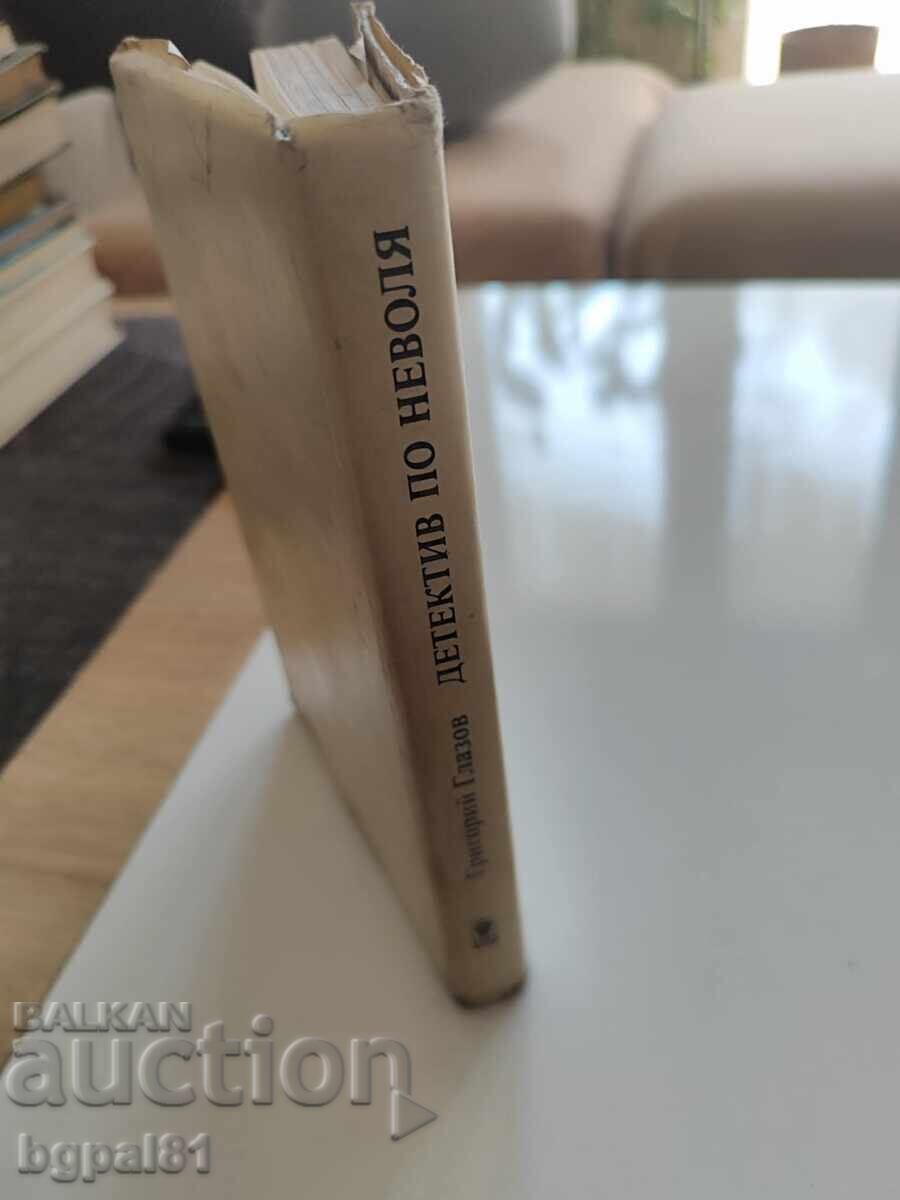 Григорий Глазов ДЕТЕКТИВ ПО НЕВОЛЯ
BALKAN
auction
bgpal81